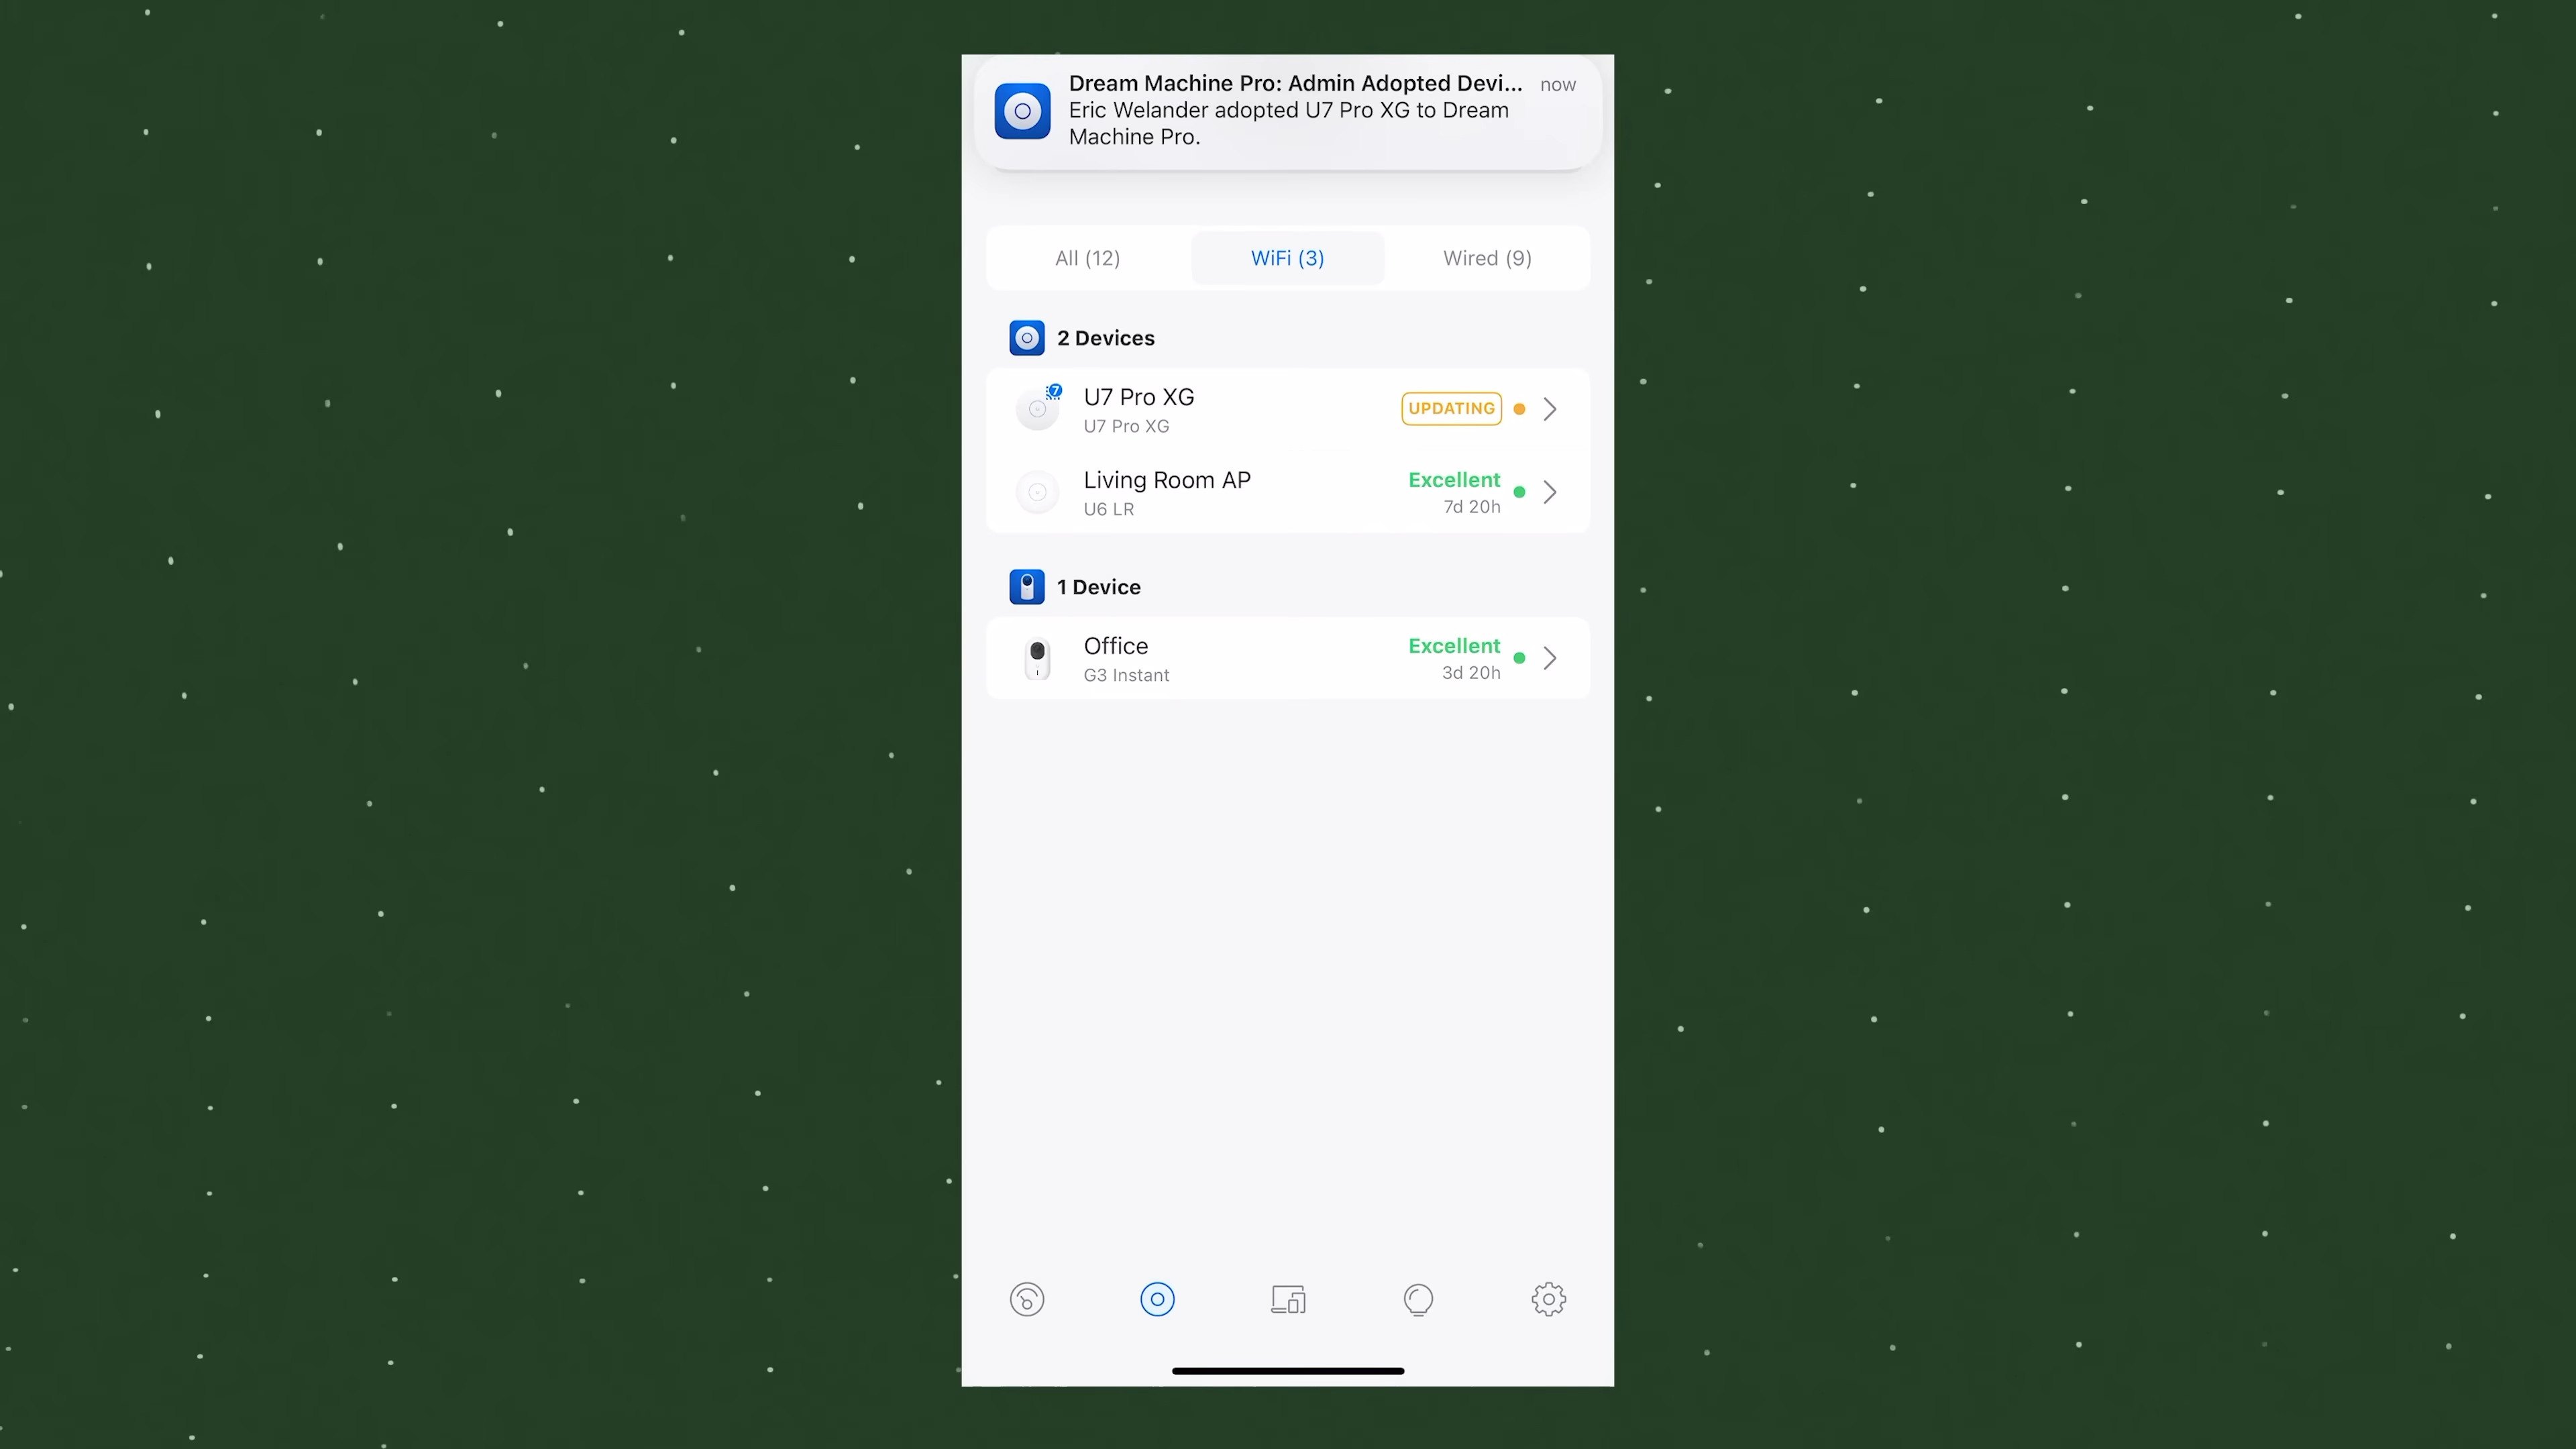 Dream Machine Pro: Admin Adopted Devi... now
Eric Welander adopted U7 Pro XG to Dream
Machine Pro.
All (12) WiFi (3) Wired (9)
2 Devices
7
U7 Pro XG
U7 Pro XG
UPDATING
Living Room AP
U6 LR
Excellent
7d 20h
1 Device
Office
G3 Instant
Excellent
3d 20h